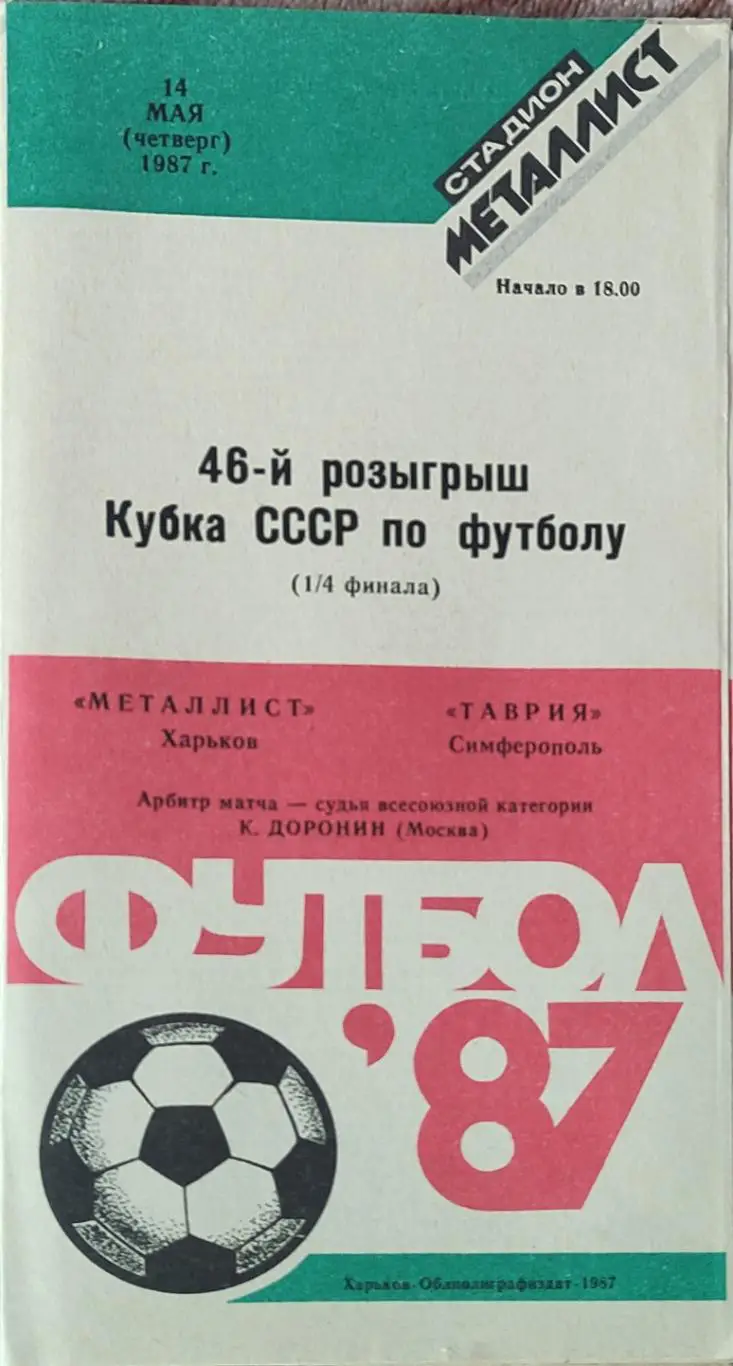 14
МАЯ
(четверг)
1987 г.
СТАДИОН
МЕТАЛЛИСТ
Начало в 18.00
46-й розыгрыш
Кубка СССР по футболу
(1/4 финала)
«МЕТАЛЛИСТ» «ТАВРИЯ»
Харьков Симферополь
Арбитр матча — судья всесоюзной категории
К. ДОРОНИН (Москва)
ФУТБОЛ
'87
Харьков-Облполиграфиздат-1987